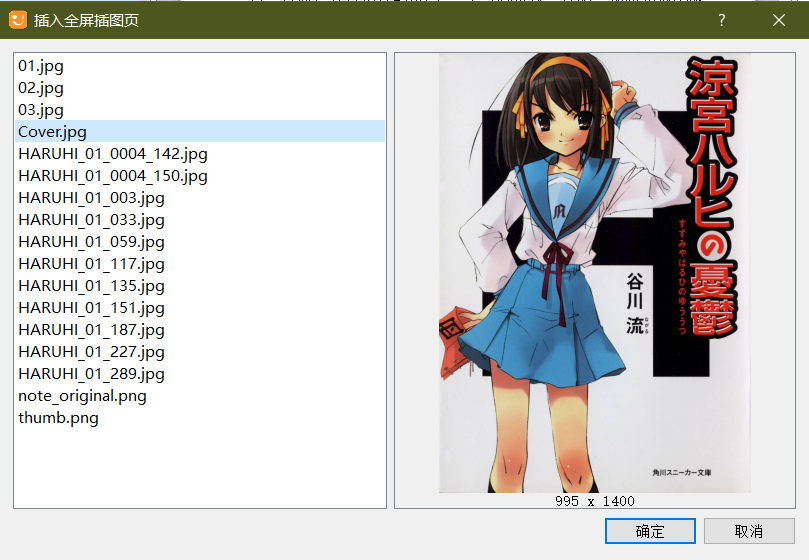 插入全屏插图页
?
01.jpg
02.jpg
03.jpg
Cover.jpg
HARUHI_01_0004_142.jpg
HARUHI_01_0004_150.jpg
HARUHI_01_003.jpg
HARUHI_01_033.jpg
HARUHI_01_059.jpg
HARUHI_01_117.jpg
HARUHI_01_135.jpg
HARUHI_01_151.jpg
HARUHI_01_187.jpg
HARUHI_01_227.jpg
HARUHI_01_289.jpg
note_original.png
thumb.png
涼宮ハルヒの憂鬱
すずみやはるひのゆううつ
谷川 流
ながる
角川スニーカー文庫
995 x 1400
确定
取消